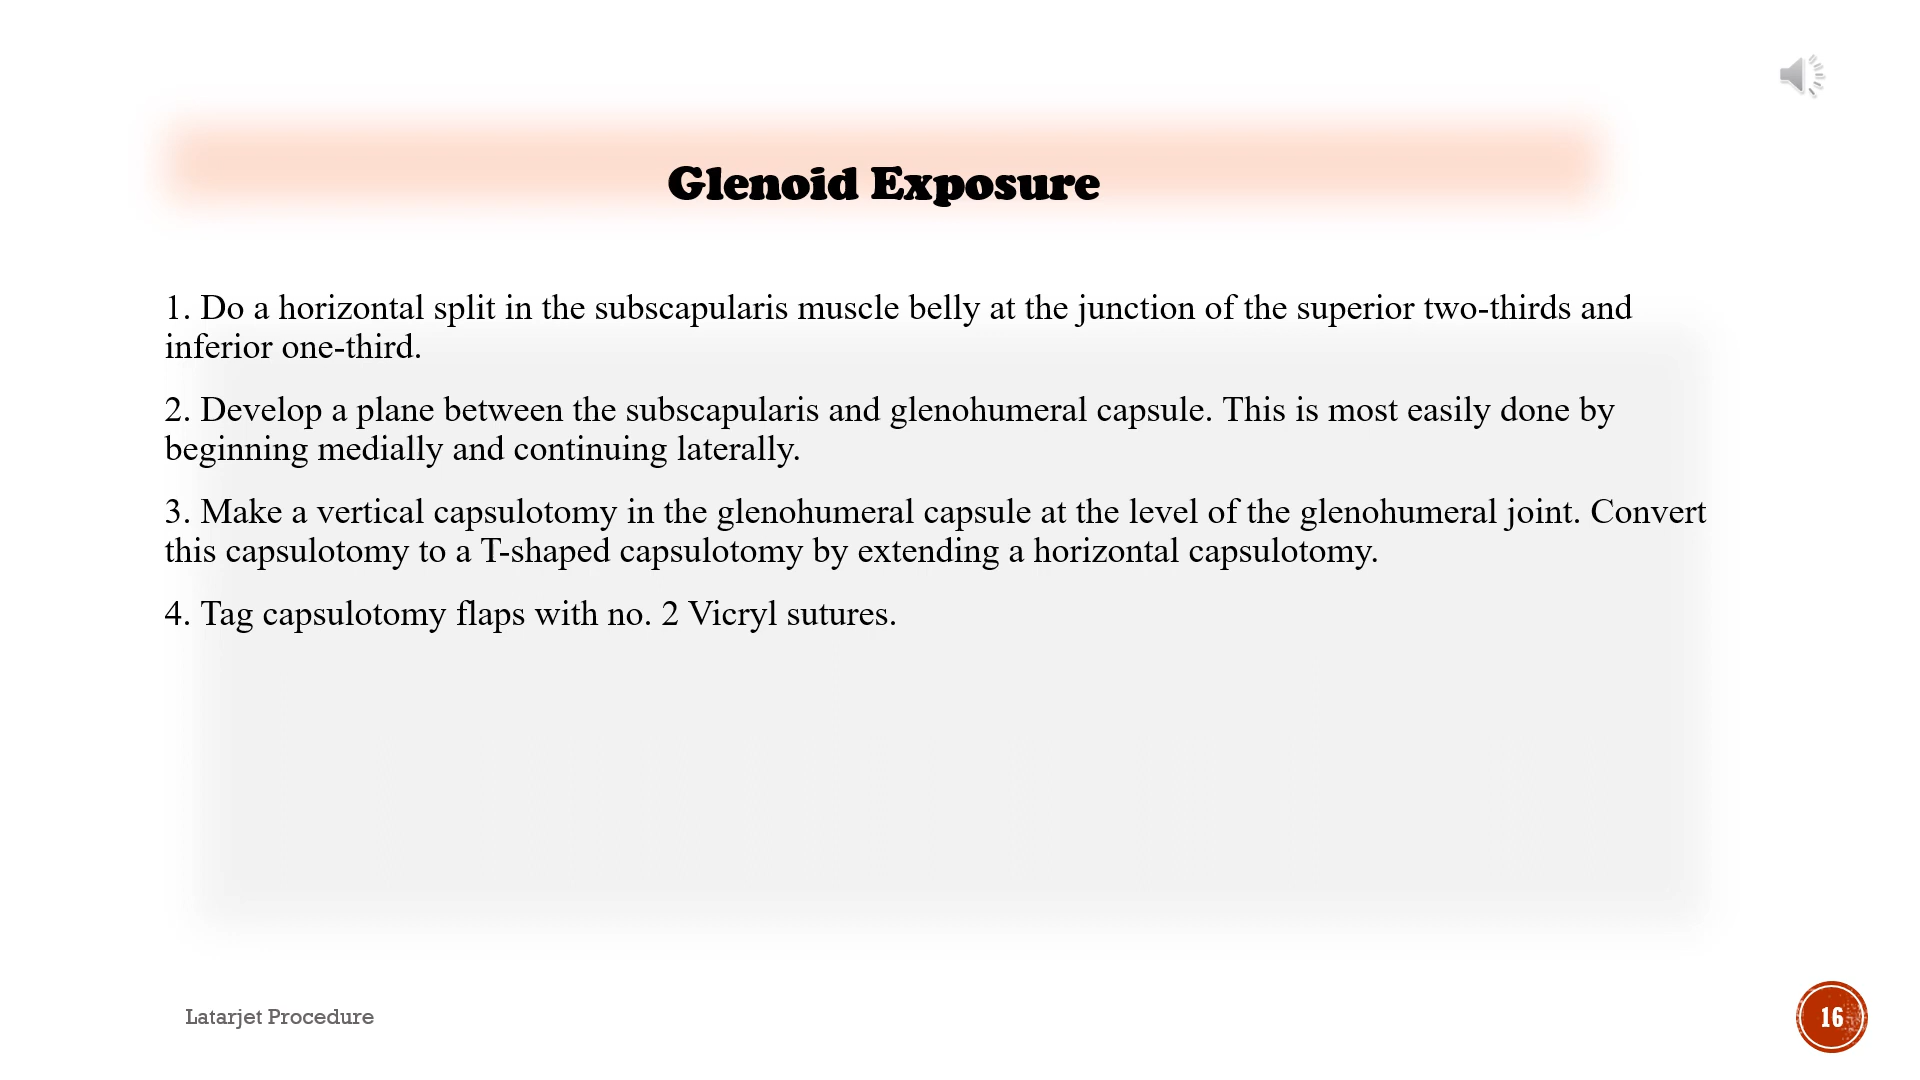 Glenoid Exposure
1. Do a horizontal split in the subscapularis muscle belly at the junction of the superior two-thirds and
inferior one-third.
2. Develop a plane between the subscapularis and glenohumeral capsule. This is most easily done by
beginning medially and continuing laterally.
3. Make a vertical capsulotomy in the glenohumeral capsule at the level of the glenohumeral joint. Convert
this capsulotomy to a T-shaped capsulotomy by extending a horizontal capsulotomy.
4. Tag capsulotomy flaps with no. 2 Vicryl sutures.
Latarjet Procedure
16